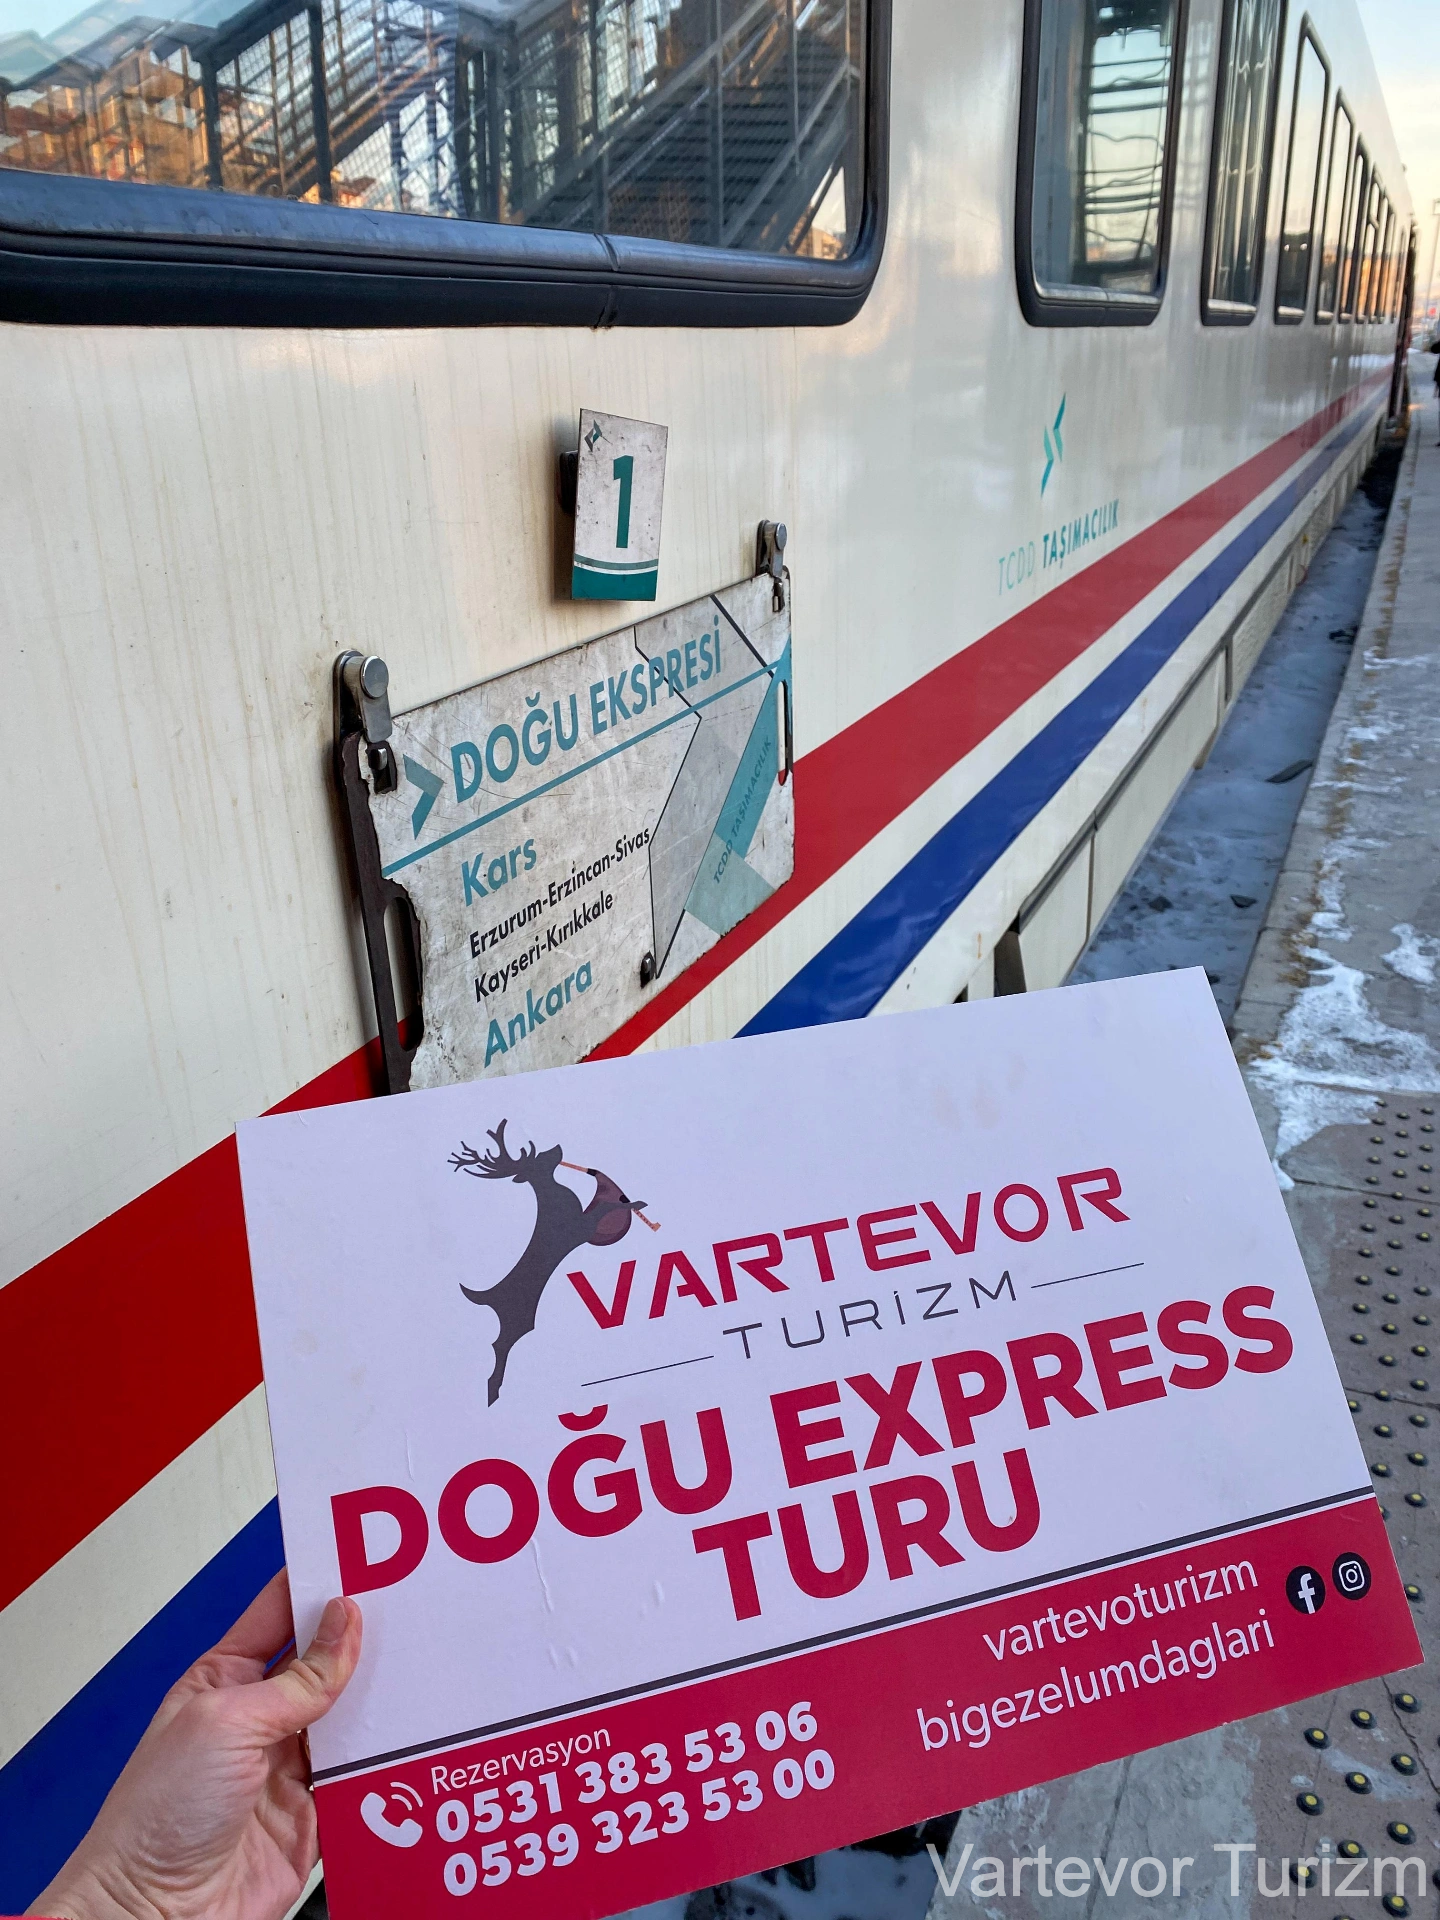 1
TCDD TAŞIMACILIK
DOĞU EKSPRESİ
Kars
Erzurum-Erzincan-Sivas
Kayseri-Kırıkkale
Ankara
TCDD TAŞIMACILIK
VARTEVOR
TURİZM
DOĞU EXPRESS
TURU
vartevoturizm
bigezelumdaglari
Rezervasyon
0531 383 53 06
0539 323 53 00
Vartevor Turizm